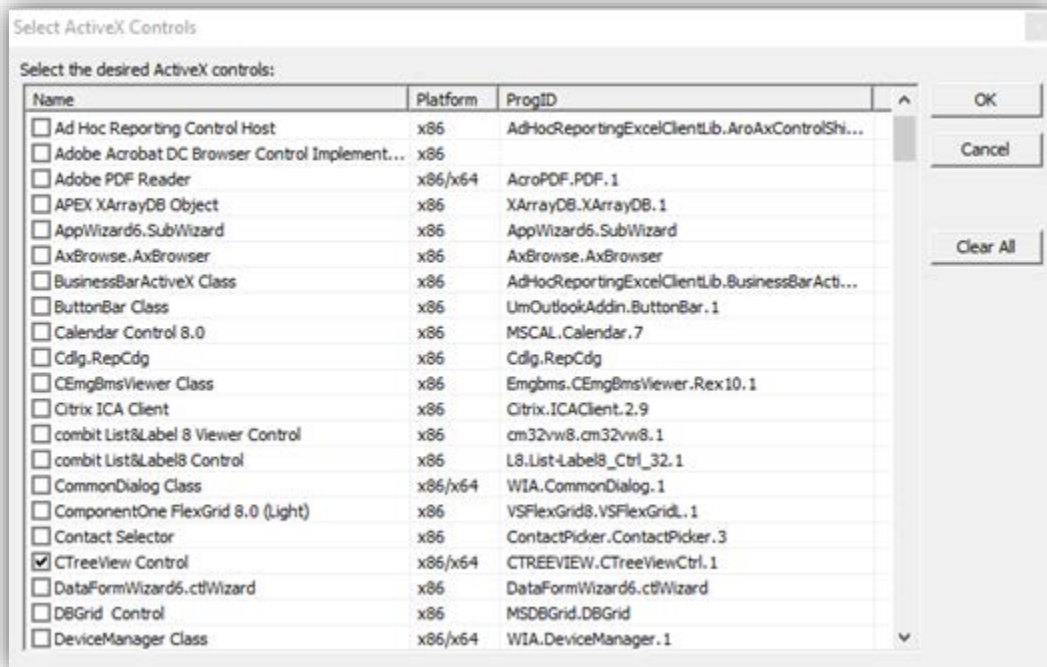 Select ActiveX Controls
Select the desired ActiveX controls:
Name Platform ProgID
Ad Hoc Reporting Control Host x86 AdHocReportingExcelClientLib.AroAxControlShi...
Adobe Acrobat DC Browser Control Implement... x86
Adobe PDF Reader x86/x64 AcroPDF.PDF.1
APEX XArrayDB Object x86 XArrayDB.XArrayDB.1
AppWizard6.SubWizard x86 AppWizard6.SubWizard
AxBrowse.AxBrowser x86 AxBrowse.AxBrowser
BusinessBarActiveX Class x86 AdHocReportingExcelClientLib.BusinessBarActi...
ButtonBar Class x86 UmOutlookAddin.ButtonBar.1
Calendar Control 8.0 x86 MSCAL.Calendar.7
Cdlg.RepCdg x86 Cdlg.RepCdg
CEmgBmsViewer Class x86 Emgbms.CEmgBmsViewer.Rex10.1
Citrix ICA Client x86 Citrix.ICAClient.2.9
combit List&Label 8 Viewer Control x86 cm32vw8.cm32vw8.1
combit List&Label8 Control x86 L8.List-Label8_Ctrl_32.1
CommonDialog Class x86/x64 WIA.CommonDialog.1
ComponentOne FlexGrid 8.0 (Light) x86 VSFlexGrid8.VSFlexGridL.1
Contact Selector x86 ContactPicker.ContactPicker.3
CTreeView Control x86/x64 CTREEVIEW.CTreeViewCtrl.1
DataFormWizard6.ctlWizard x86 DataFormWizard6.ctlWizard
DBGrid Control x86 MSDBGrid.DBGrid
DeviceManager Class x86/x64 WIA.DeviceManager.1
OK
Cancel
Clear All